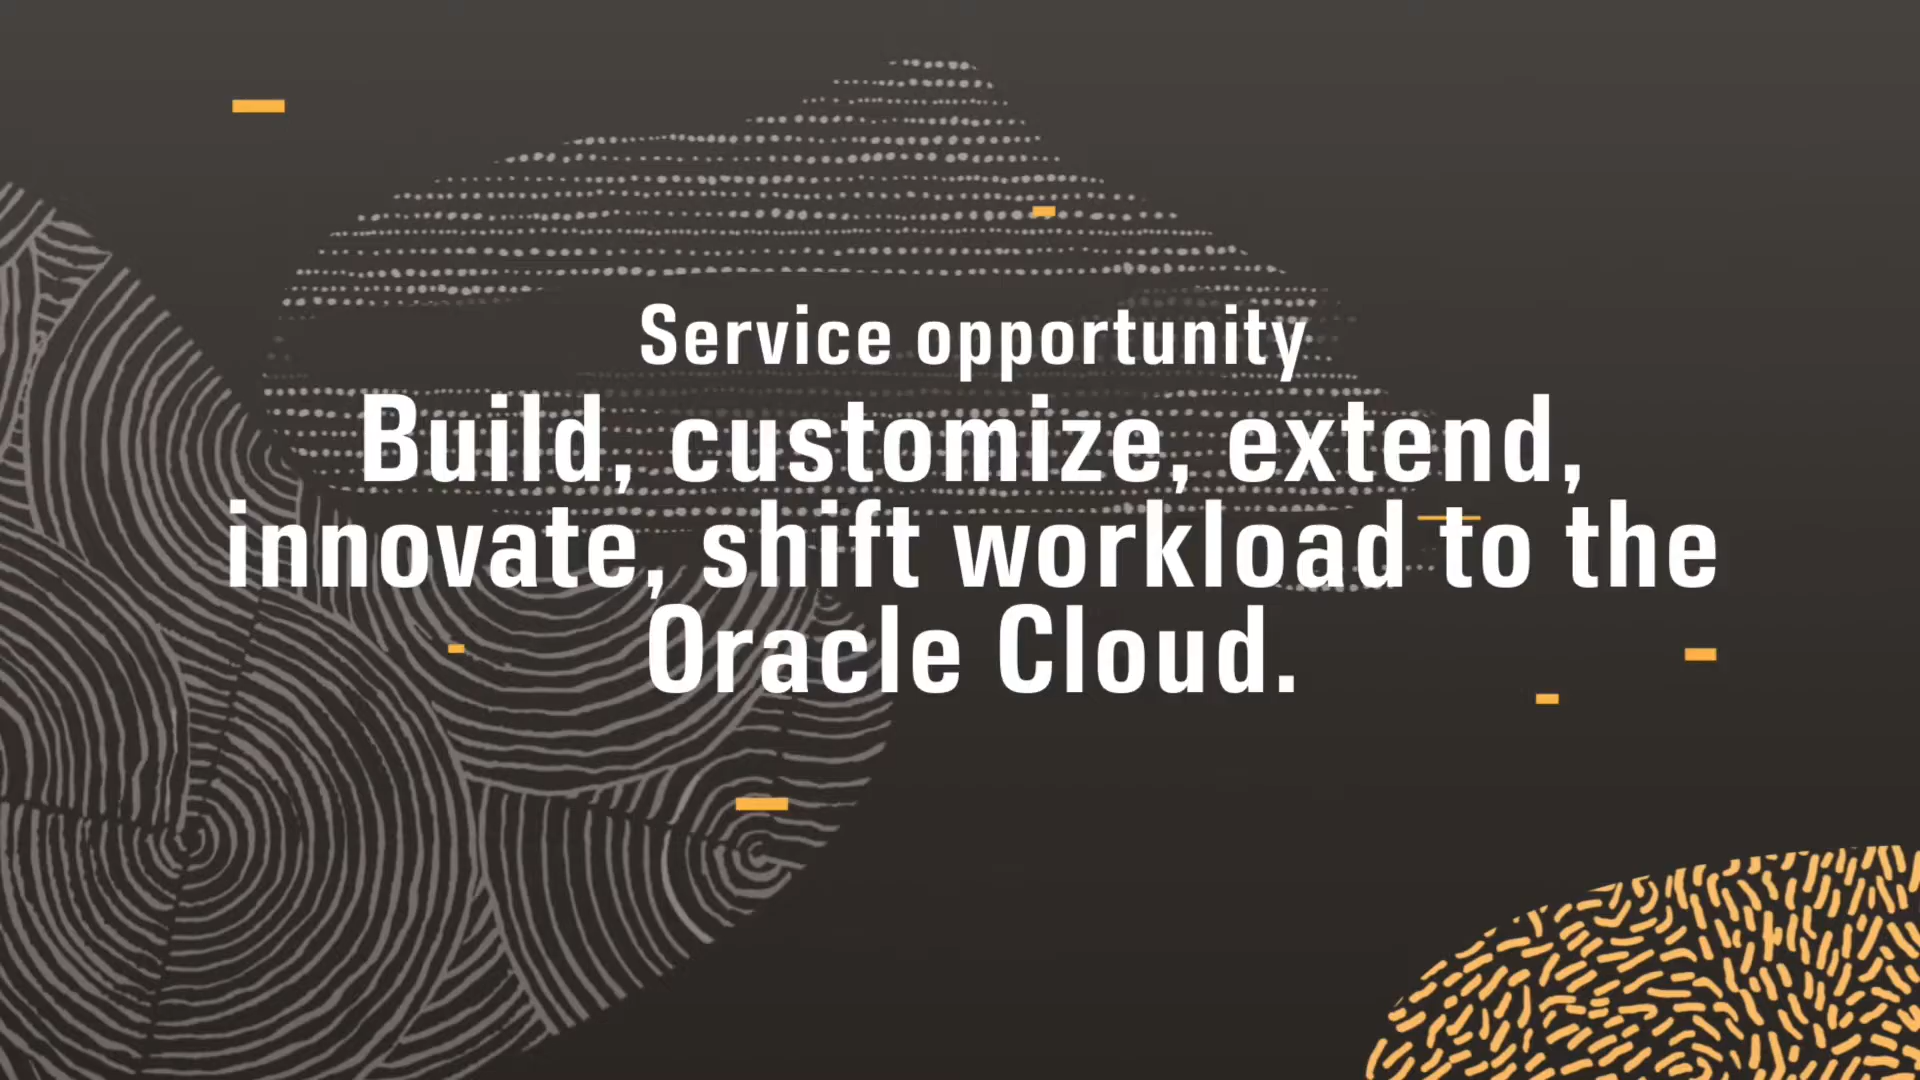 Service opportunity
Build, customize, extend,
innovate, shift workload to the
Oracle Cloud.